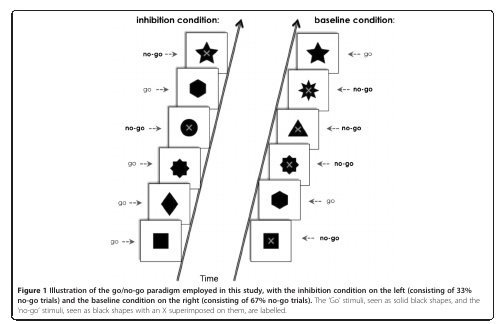 inhibition condition:
baseline condition:
no-go
go
go
no-go
no-go
no-go
go
no-go
go
go
go
no-go
Time
Figure 1 Illustration of the go/no-go paradigm employed in this study, with the inhibition condition on the left (consisting of 33%
no-go trials) and the baseline condition on the right (consisting of 67% no-go trials). The 'Go' stimuli, seen as solid black shapes, and the
'no-go' stimuli, seen as black shapes with an X superimposed on them, are labelled.